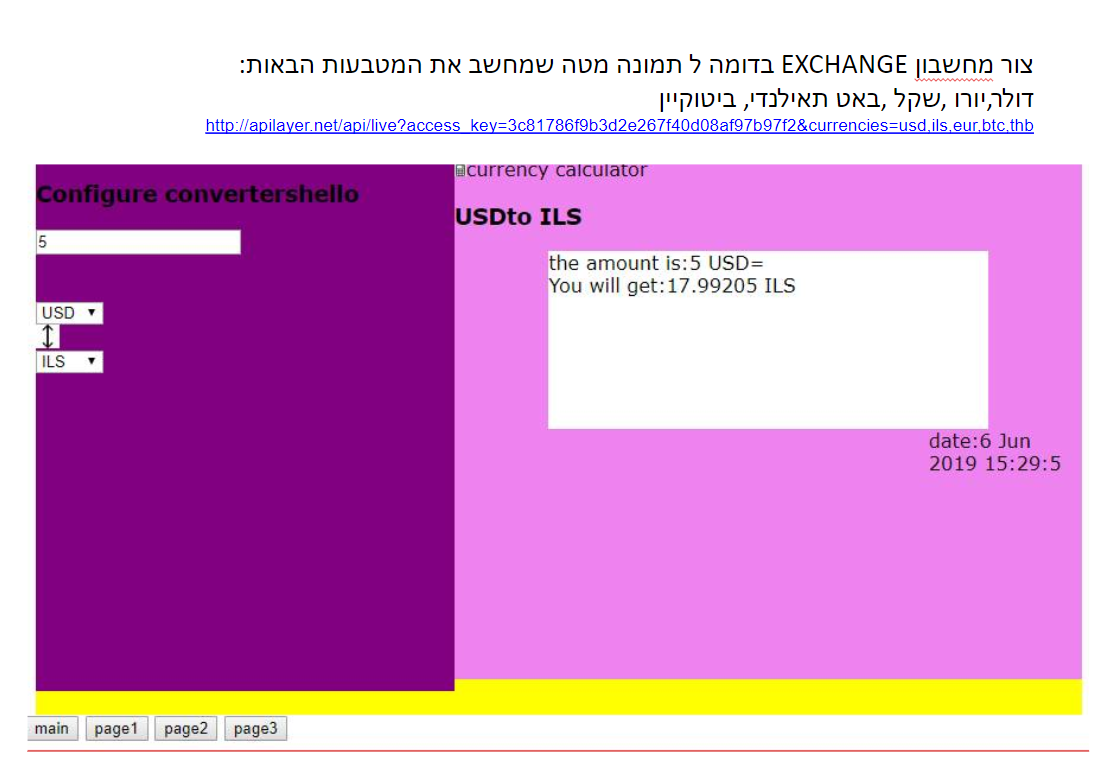 צור מחשבון EXCHANGE בדומה ל תמונה מטה שמחשב את המטבעות הבאות:
דולר,יורו ,שקל ,באט תאילנדי, ביטוקיין
http://apilayer.net/api/live?access_key=3c81786f9b3d2e267f40d08af97b97f2&currencies=usd,ils,eur,btc,thb
Configure convertershello
5
USD
ILS
currency calculator
USDto ILS
the amount is:5 USD=
You will get:17.99205 ILS
date:6 Jun
2019 15:29:5
main page1 page2 page3